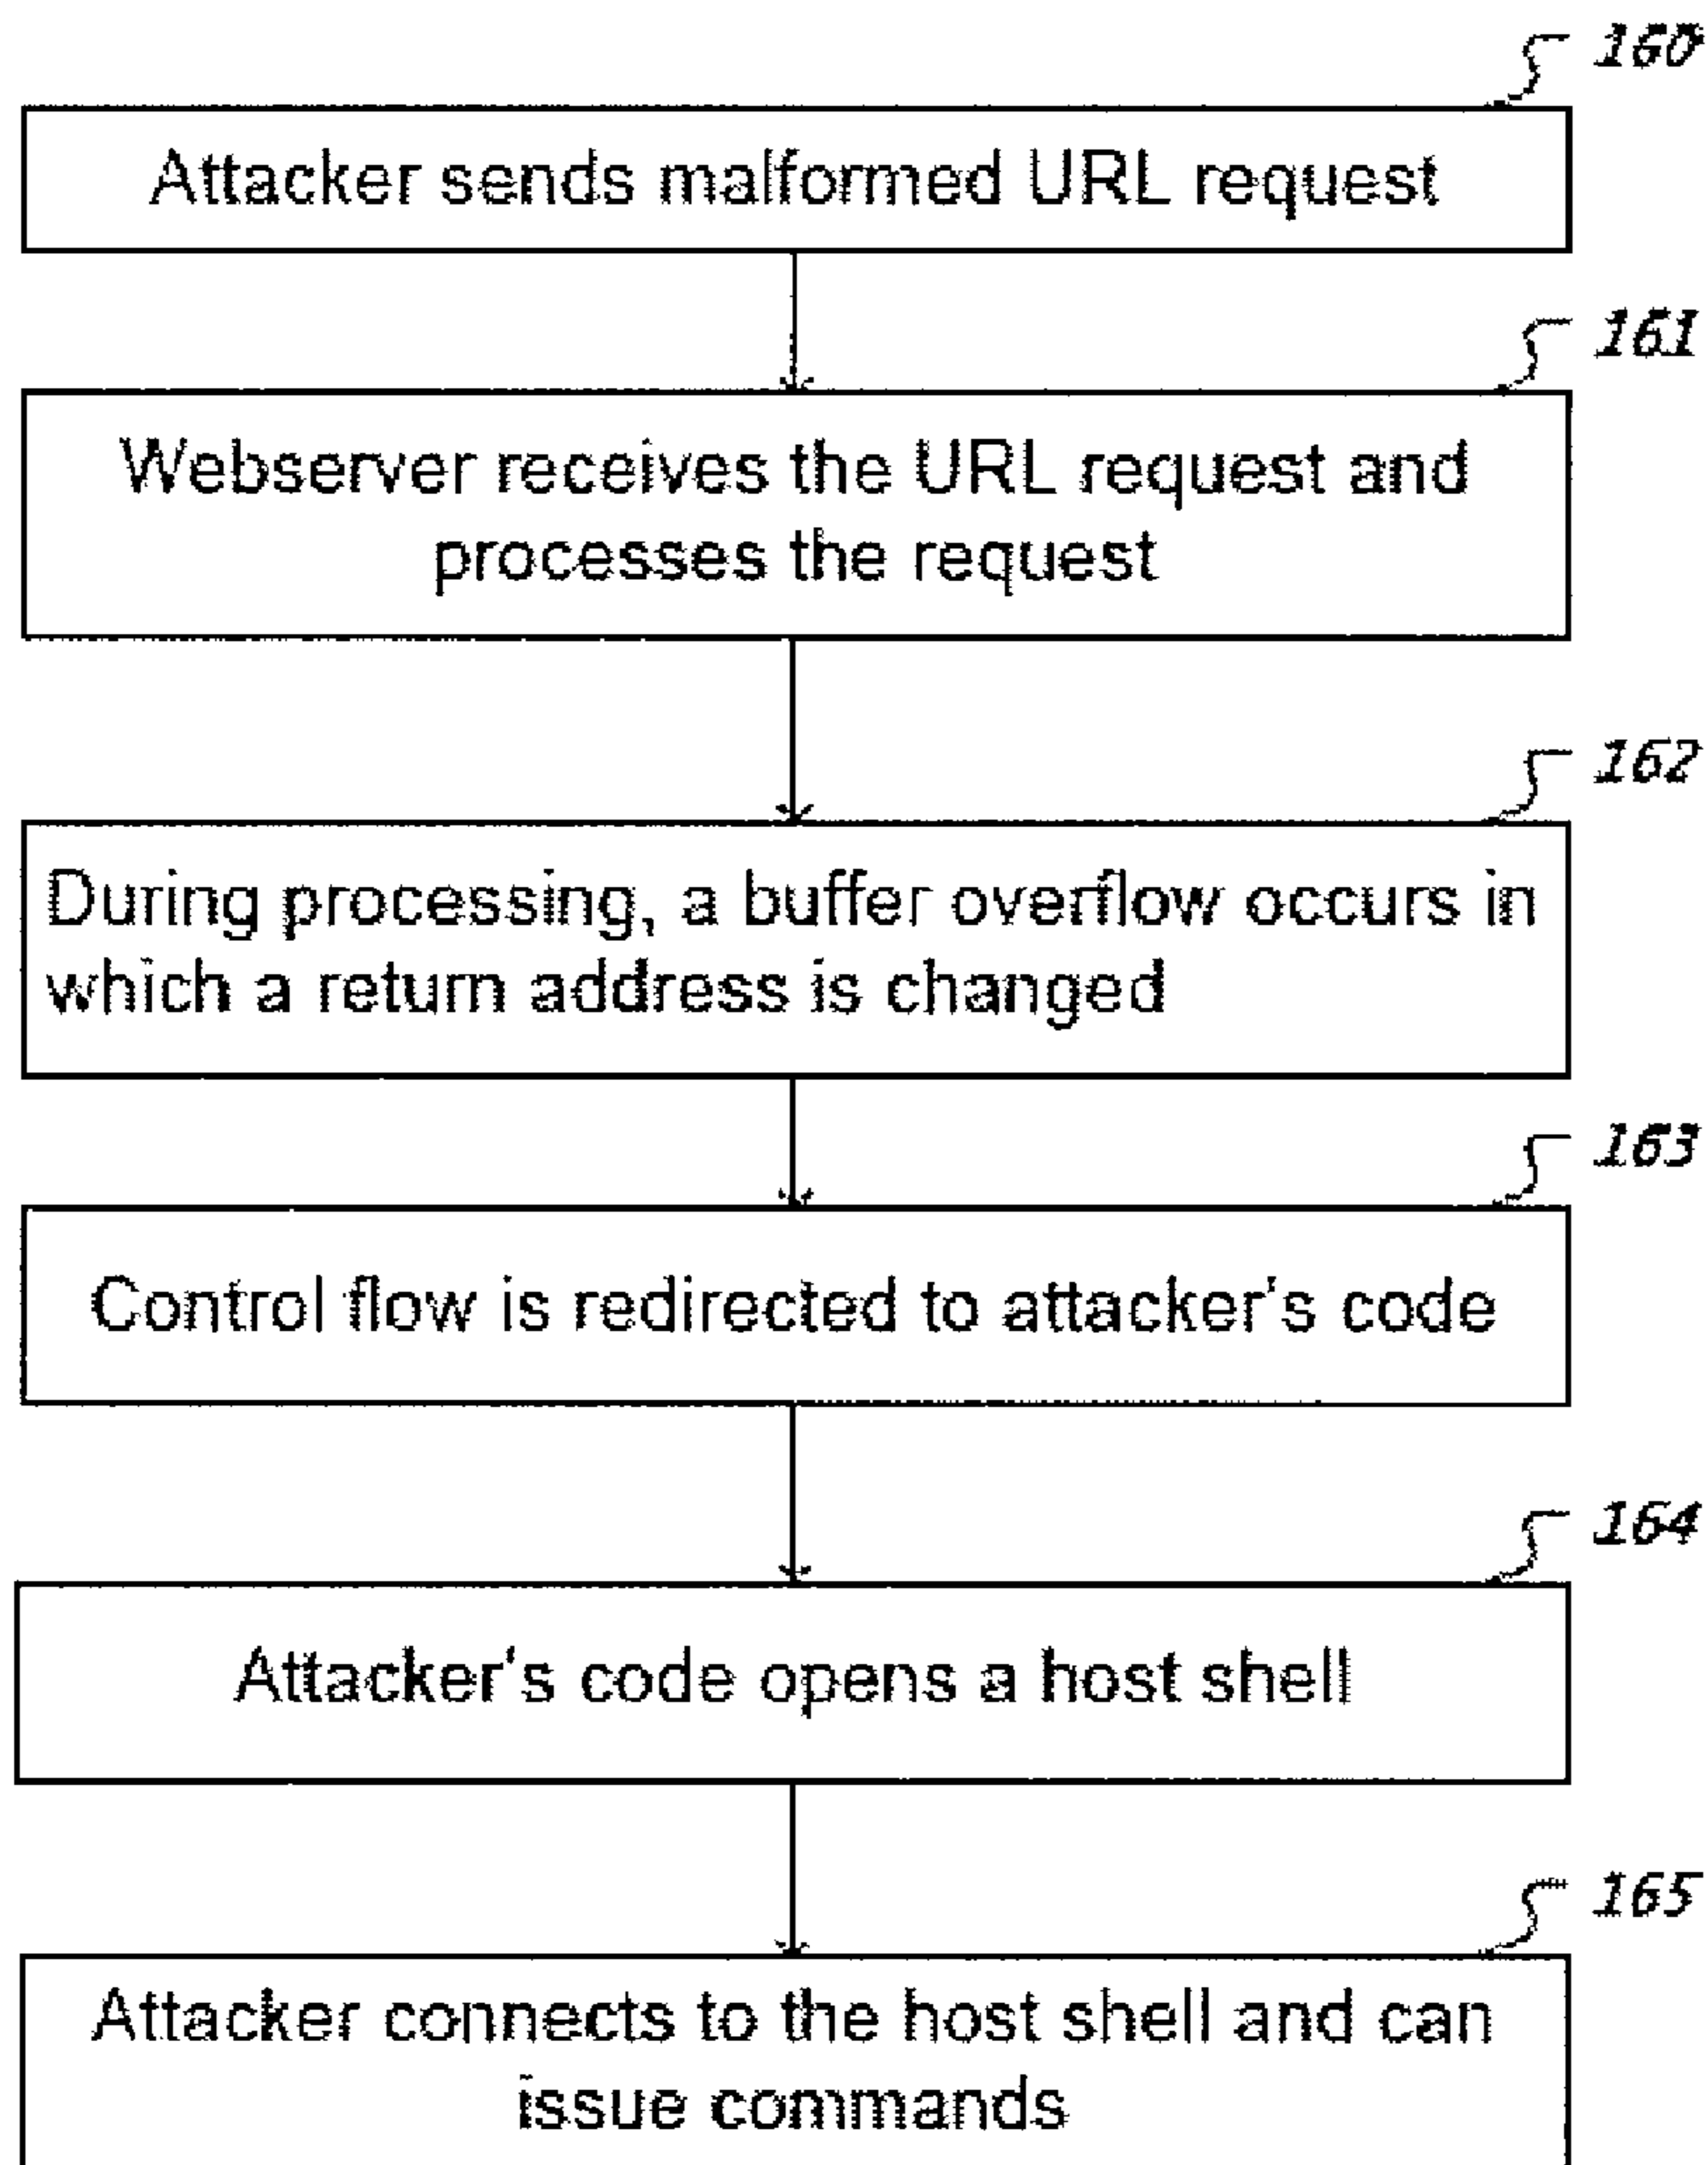 160
Attacker sends malformed URL request
161
Webserver receives the URL request and
processes the request
162
During processing, a buffer overflow occurs in
which a return address is changed
163
Control flow is redirected to attacker's code
164
Attacker's code opens a host shell
165
Attacker connects to the host shell and can
issue commands